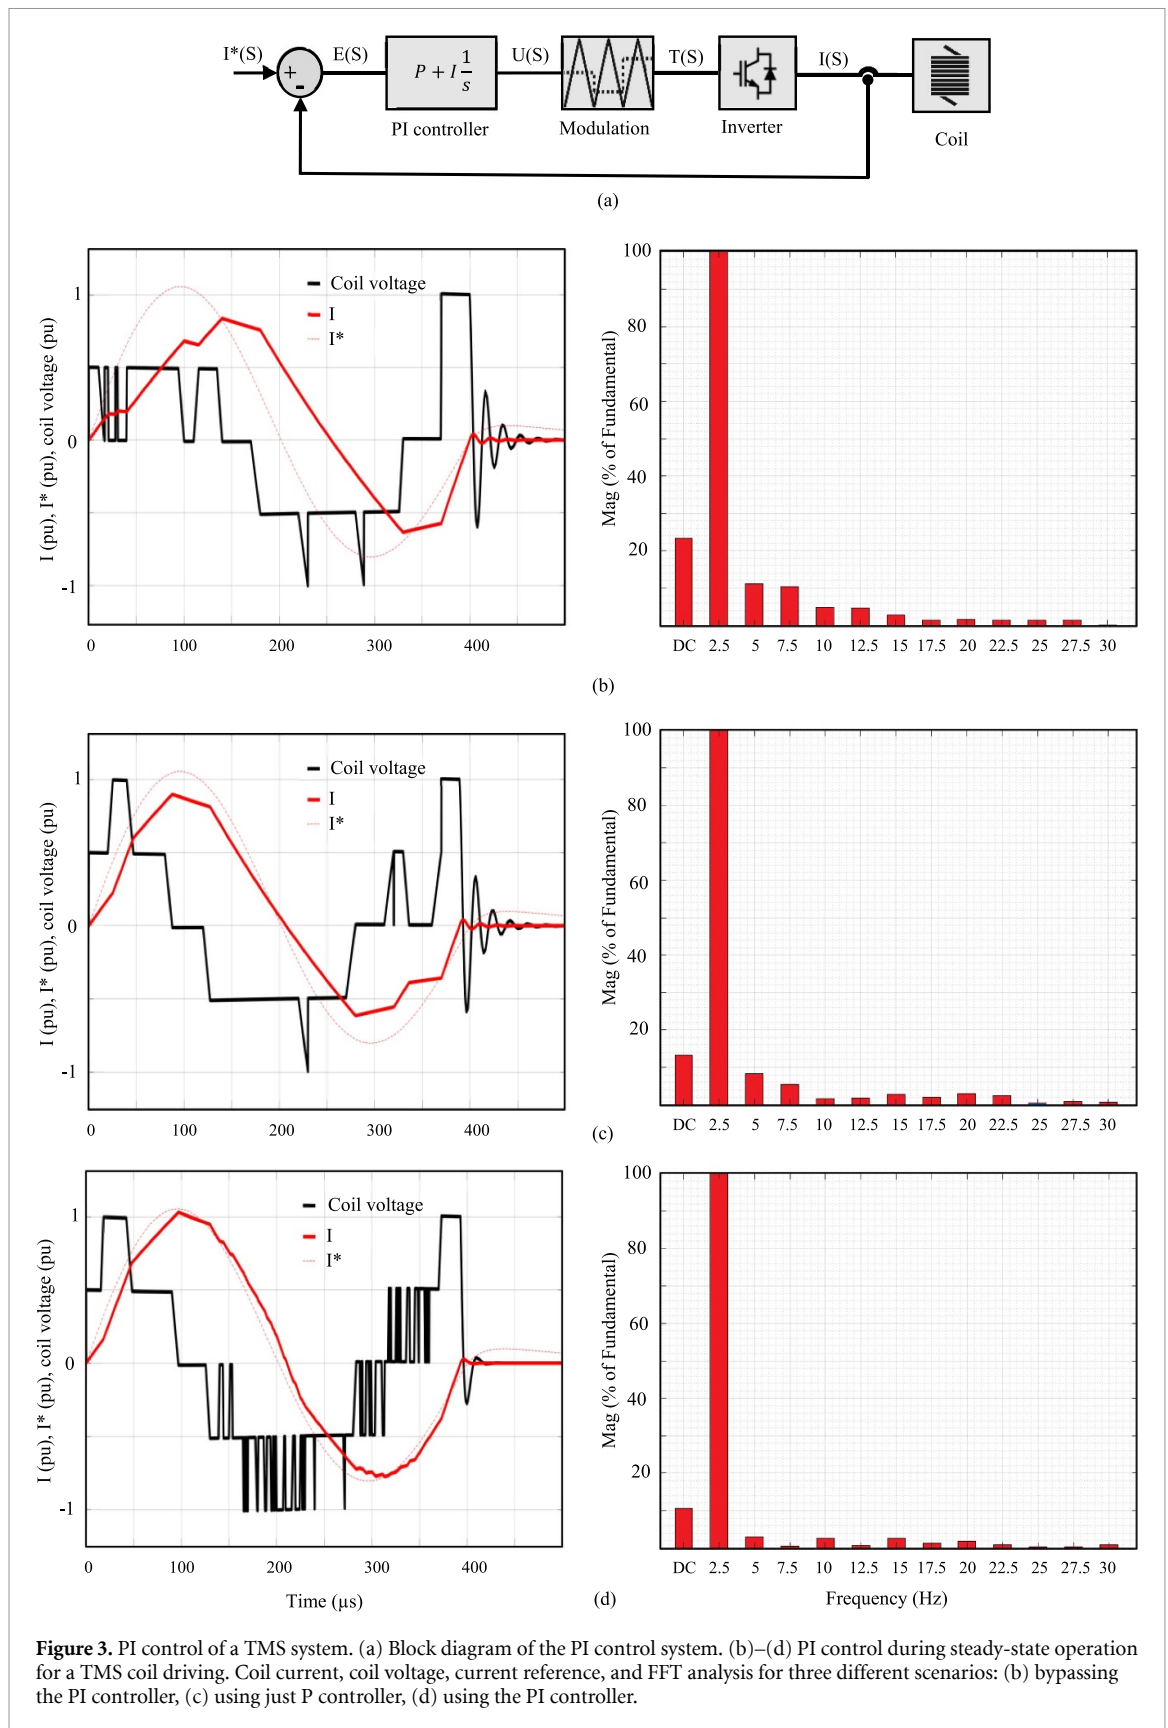 I*(S) E(S) U(S) T(S) I(S)
+
-
P + I 1/s
PI controller Modulation Inverter Coil
(a)
I (pu), I* (pu), coil voltage (pu)
1
0
-1
Coil voltage
I
I*
0 100 200 300 400
Mag (% of Fundamental)
100
80
60
40
20
DC 2.5 5 7.5 10 12.5 15 17.5 20 22.5 25 27.5 30
(b)
I (pu), I* (pu), coil voltage (pu)
1
0
-1
Coil voltage
I
I*
0 100 200 300 400
Mag (% of Fundamental)
100
80
60
40
20
DC 2.5 5 7.5 10 12.5 15 17.5 20 22.5 25 27.5 30
(c)
I (pu), I* (pu), coil voltage (pu)
1
0
-1
Coil voltage
I
I*
0 100 200 300 400
Time (µs)
Mag (% of Fundamental)
100
80
60
40
20
DC 2.5 5 7.5 10 12.5 15 17.5 20 22.5 25 27.5 30
Frequency (Hz)
(d)
Figure 3. PI control of a TMS system. (a) Block diagram of the PI control system. (b)–(d) PI control during steady-state operation
for a TMS coil driving. Coil current, coil voltage, current reference, and FFT analysis for three different scenarios: (b) bypassing
the PI controller, (c) using just P controller, (d) using the PI controller.